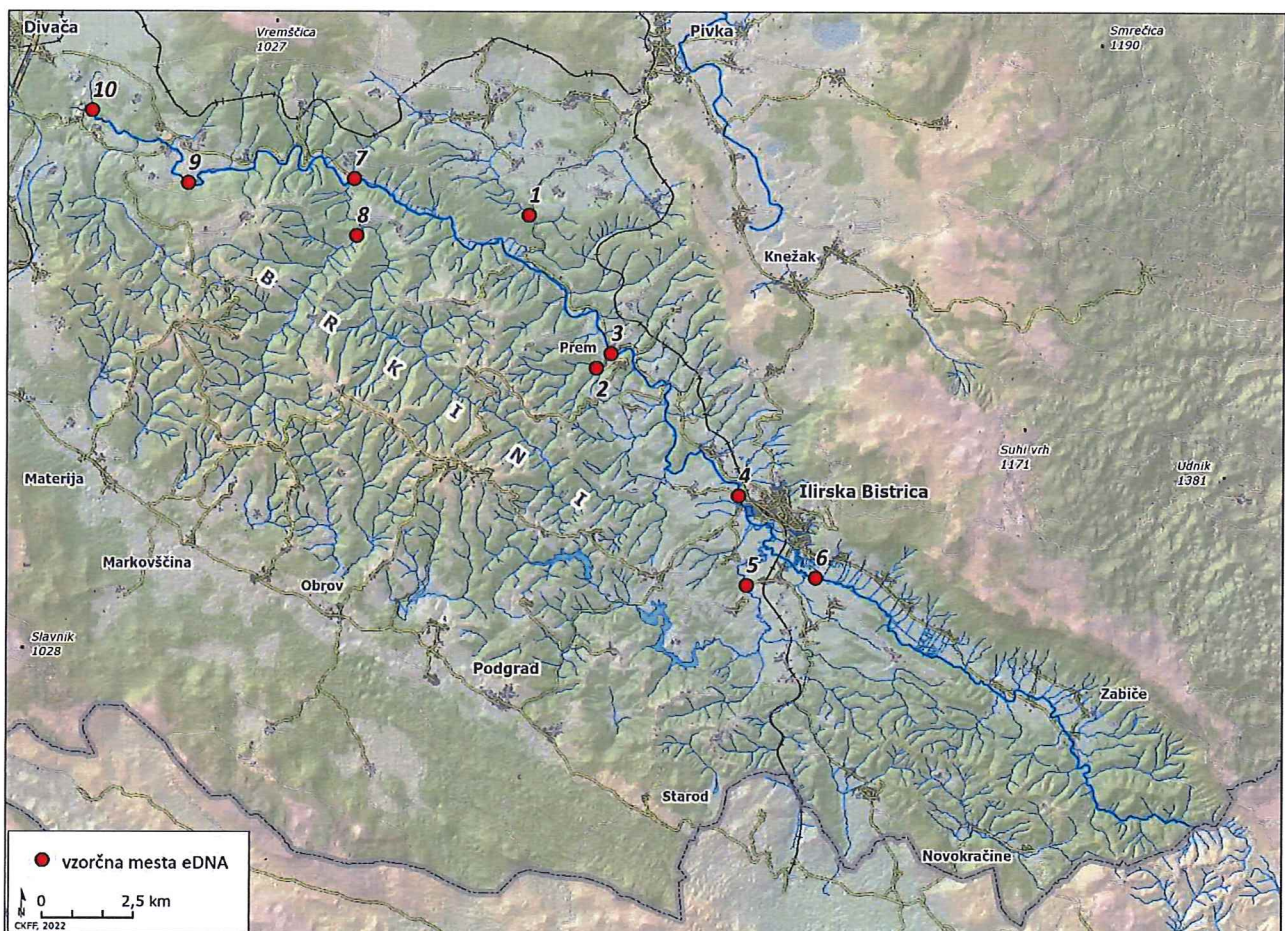 Divača
Vremščica
1027
Pivka
Smrečica
1190
10
9
7
1
8
Knežak
B
R
K
I
N
I
3
Prem
2
Suhi vrh
1171
Udnik
1381
Materija
4
Ilirska Bistrica
Markovščina
5
6
Obrov
Slavnik
1028
Podgrad
Zabiče
Starod
Novokračine
vzorčna mesta eDNA
0 2,5 km
N
CKFF, 2022